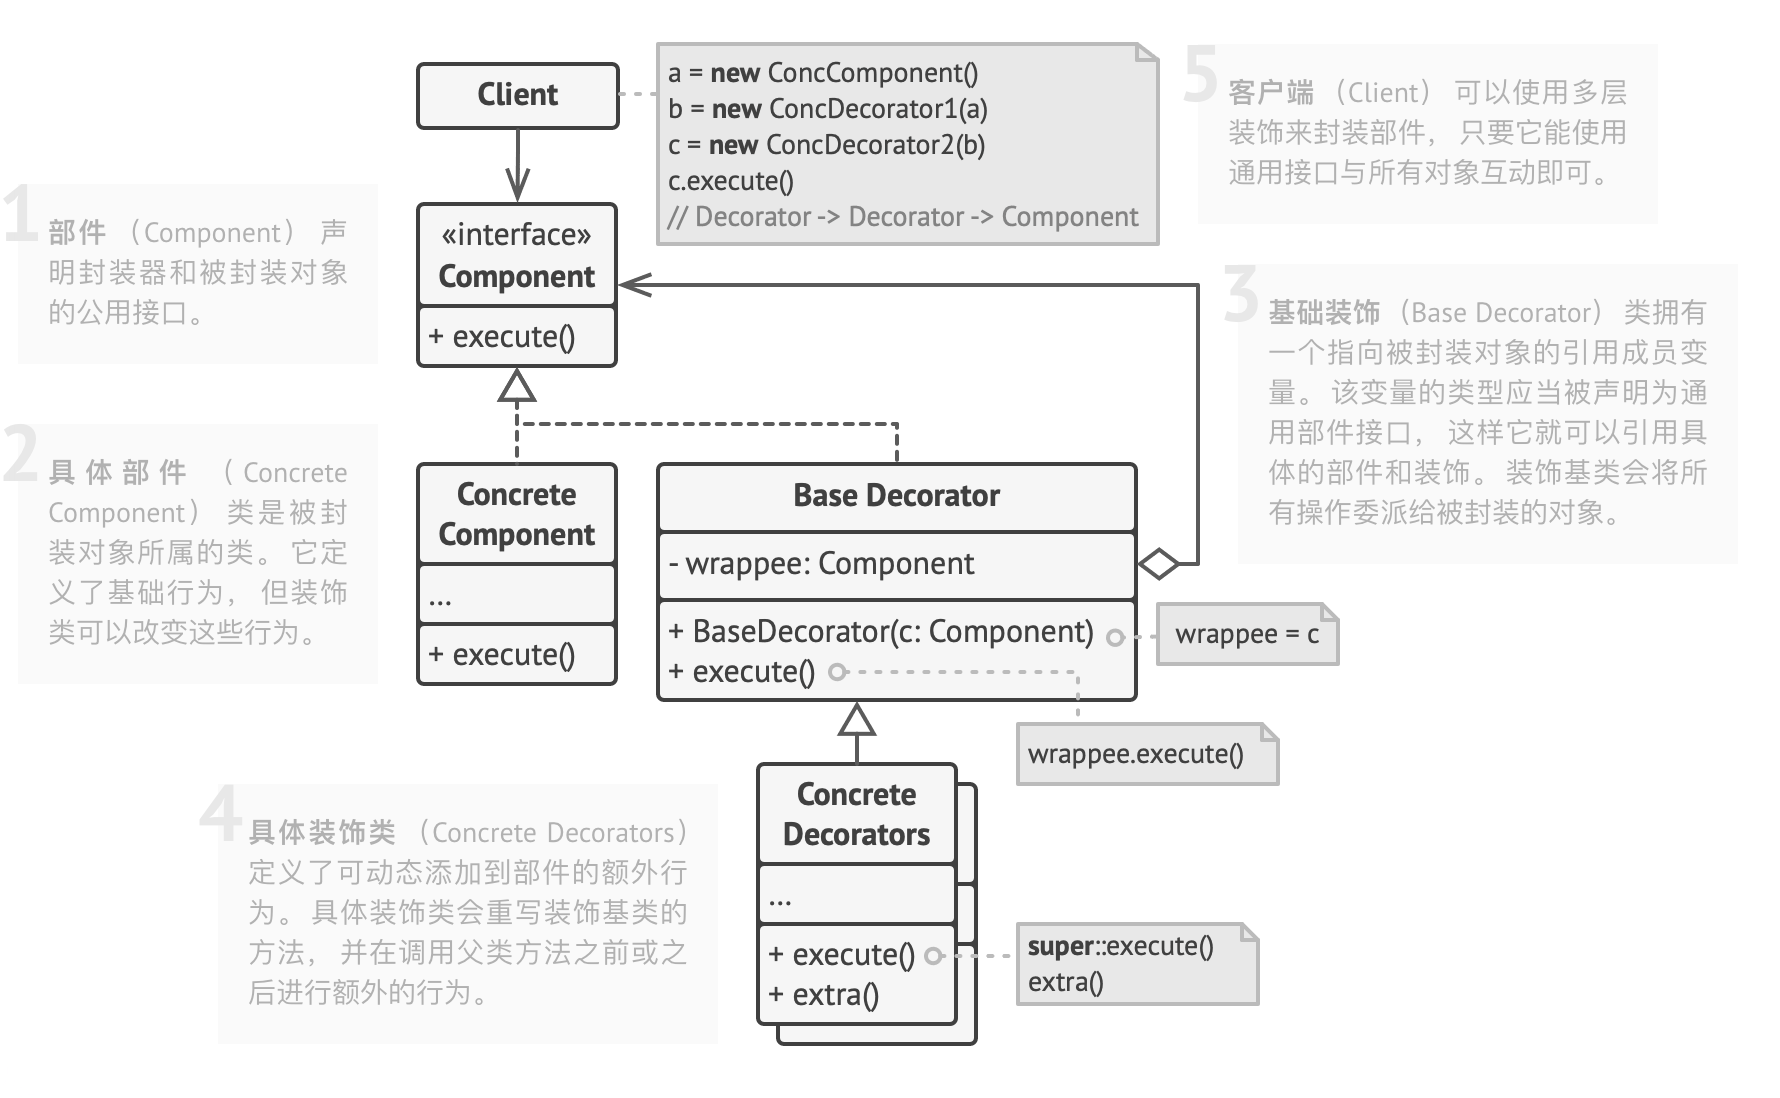 Client
a = new ConcComponent()
b = new ConcDecorator1(a)
c = new ConcDecorator2(b)
c.execute()
// Decorator -> Decorator -> Component
5
客户端 （Client） 可以使用多层
装饰来封装部件， 只要它能使用
通用接口与所有对象互动即可。
1
部件 （Component） 声
明封装器和被封装对象
的公用接口。
«interface»
Component
+ execute()
3
基础装饰 （Base Decorator） 类拥有
一个指向被封装对象的引用成员变
量。 该变量的类型应当被声明为通
用部件接口， 这样它就可以引用具
体的部件和装饰。 装饰基类会将所
有操作委派给被封装的对象。
2
具体部件 （Concrete
Component） 类是被封
装对象所属的类。 它定
义了基础行为， 但装饰
类可以改变这些行为。
Concrete
Component
...
+ execute()
Base Decorator
- wrappee: Component
+ BaseDecorator(c: Component)
+ execute()
wrappee = c
wrappee.execute()
4
具体装饰类 （Concrete Decorators）
定义了可动态添加到部件的额外行
为。 具体装饰类会重写装饰基类的
方法， 并在调用父类方法之前或之
后进行额外的行为。
Concrete
Decorators
...
+ execute()
+ extra()
super::execute()
extra()